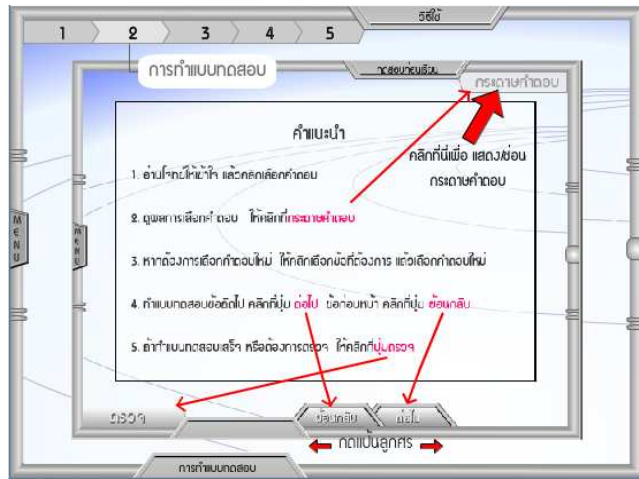 วิธีใช้
1 2 3 4 5
การทำแบบทดสอบ
ทดสอบก่อนเรียน
กระดาษคำตอบ
คำแนะนำ
คลิกที่นี่เพื่อ แสดง/ซ่อน
กระดาษคำตอบ
1. อ่านโจทย์ให้เข้าใจ แล้วคลิกเลือกคำตอบ
2. ดูผลการเลือกคำตอบ ให้คลิกที่กระดาษคำตอบ
3. หากต้องการเลือกคำตอบใหม่ ให้คลิกเลือกข้อที่ต้องการ แล้วเลือกคำตอบใหม่
4. ทำแบบทดสอบข้อถัดไป คลิกที่ปุ่ม ต่อไป ข้อก่อนหน้า คลิกที่ปุ่ม ย้อนกลับ
5. ถ้าทำแบบทดสอบเสร็จ หรือต้องการตรวจ ให้คลิกที่ปุ่มตรวจ
MENU
MENU
ตรวจ
ย้อนกลับ
ต่อไป
กดแป้นลูกศร
การทำแบบทดสอบ